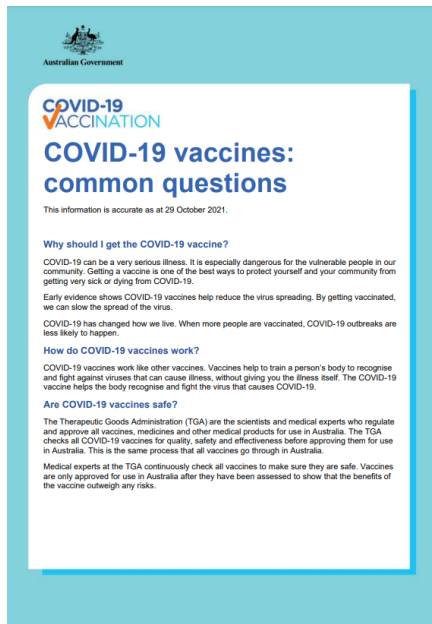 Australian Government
COVID-19
VACCINATION
COVID-19 vaccines:
common questions
This information is accurate as at 29 October 2021.
Why should I get the COVID-19 vaccine?
COVID-19 can be a very serious illness. It is especially dangerous for the vulnerable people in our
community. Getting a vaccine is one of the best ways to protect yourself and your community from
getting very sick or dying from COVID-19.
Early evidence shows COVID-19 vaccines help reduce the virus spreading. By getting vaccinated,
we can slow the spread of the virus.
COVID-19 has changed how we live. When more people are vaccinated, COVID-19 outbreaks are
less likely to happen.
How do COVID-19 vaccines work?
COVID-19 vaccines work like other vaccines. Vaccines help to train a person's body to recognise
and fight against viruses that can cause illness, without giving you the illness itself. The COVID-19
vaccine helps the body recognise and fight the virus that causes COVID-19.
Are COVID-19 vaccines safe?
The Therapeutic Goods Administration (TGA) are the scientists and medical experts who regulate
and approve all vaccines, medicines and other medical products for use in Australia. The TGA
checks all COVID-19 vaccines for quality, safety and effectiveness before approving them for use
in Australia. This is the same process that all vaccines go through in Australia.
Medical experts at the TGA continuously check all vaccines to make sure they are safe. Vaccines
are only approved for use in Australia after they have been assessed to show that the benefits of
the vaccine outweigh any risks.